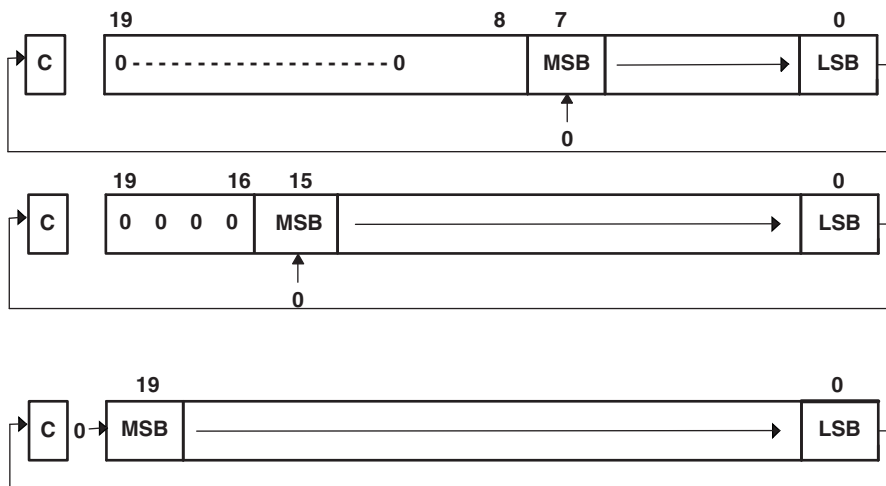 19 8 7 0
C 0 - - - - - - - - - - - - - - - - - - - 0 MSB LSB
0
19 16 15 0
C 0 0 0 0 MSB LSB
0
19 0
C 0 MSB LSB